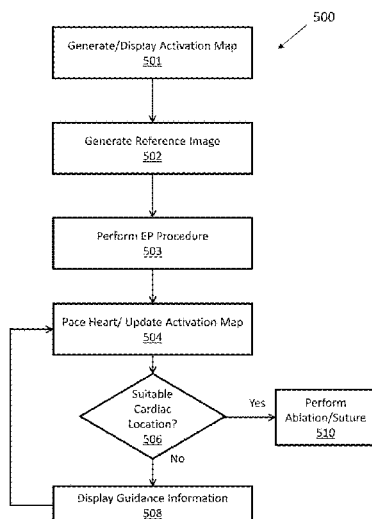 500
Generate/Display Activation Map
501
Generate Reference Image
502
Perform EP Procedure
503
Pace Heart/ Update Activation Map
504
Suitable
Cardiac
Location?
506
Yes
Perform
Ablation/Suture
510
No
Display Guidance Information
508